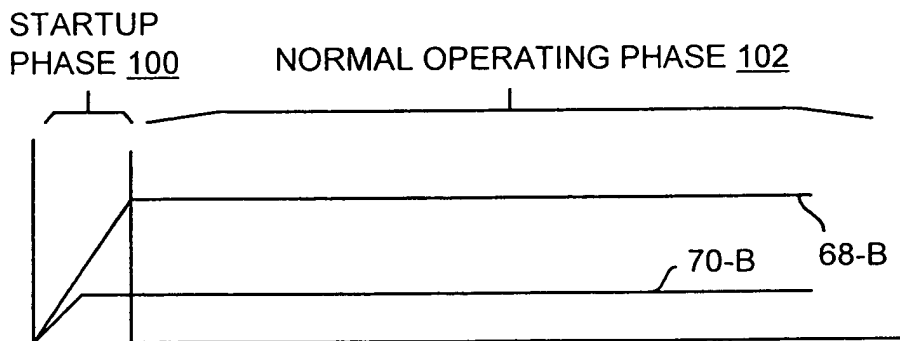 STARTUP
PHASE 100
NORMAL OPERATING PHASE 102
68-B
70-B